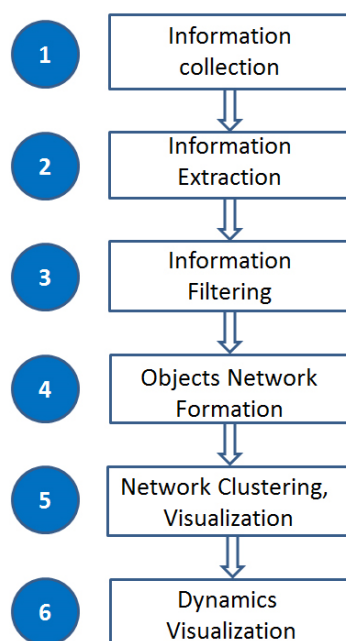 1
Information
collection
2
Information
Extraction
3
Information
Filtering
4
Objects Network
Formation
5
Network Clustering,
Visualization
6
Dynamics
Visualization